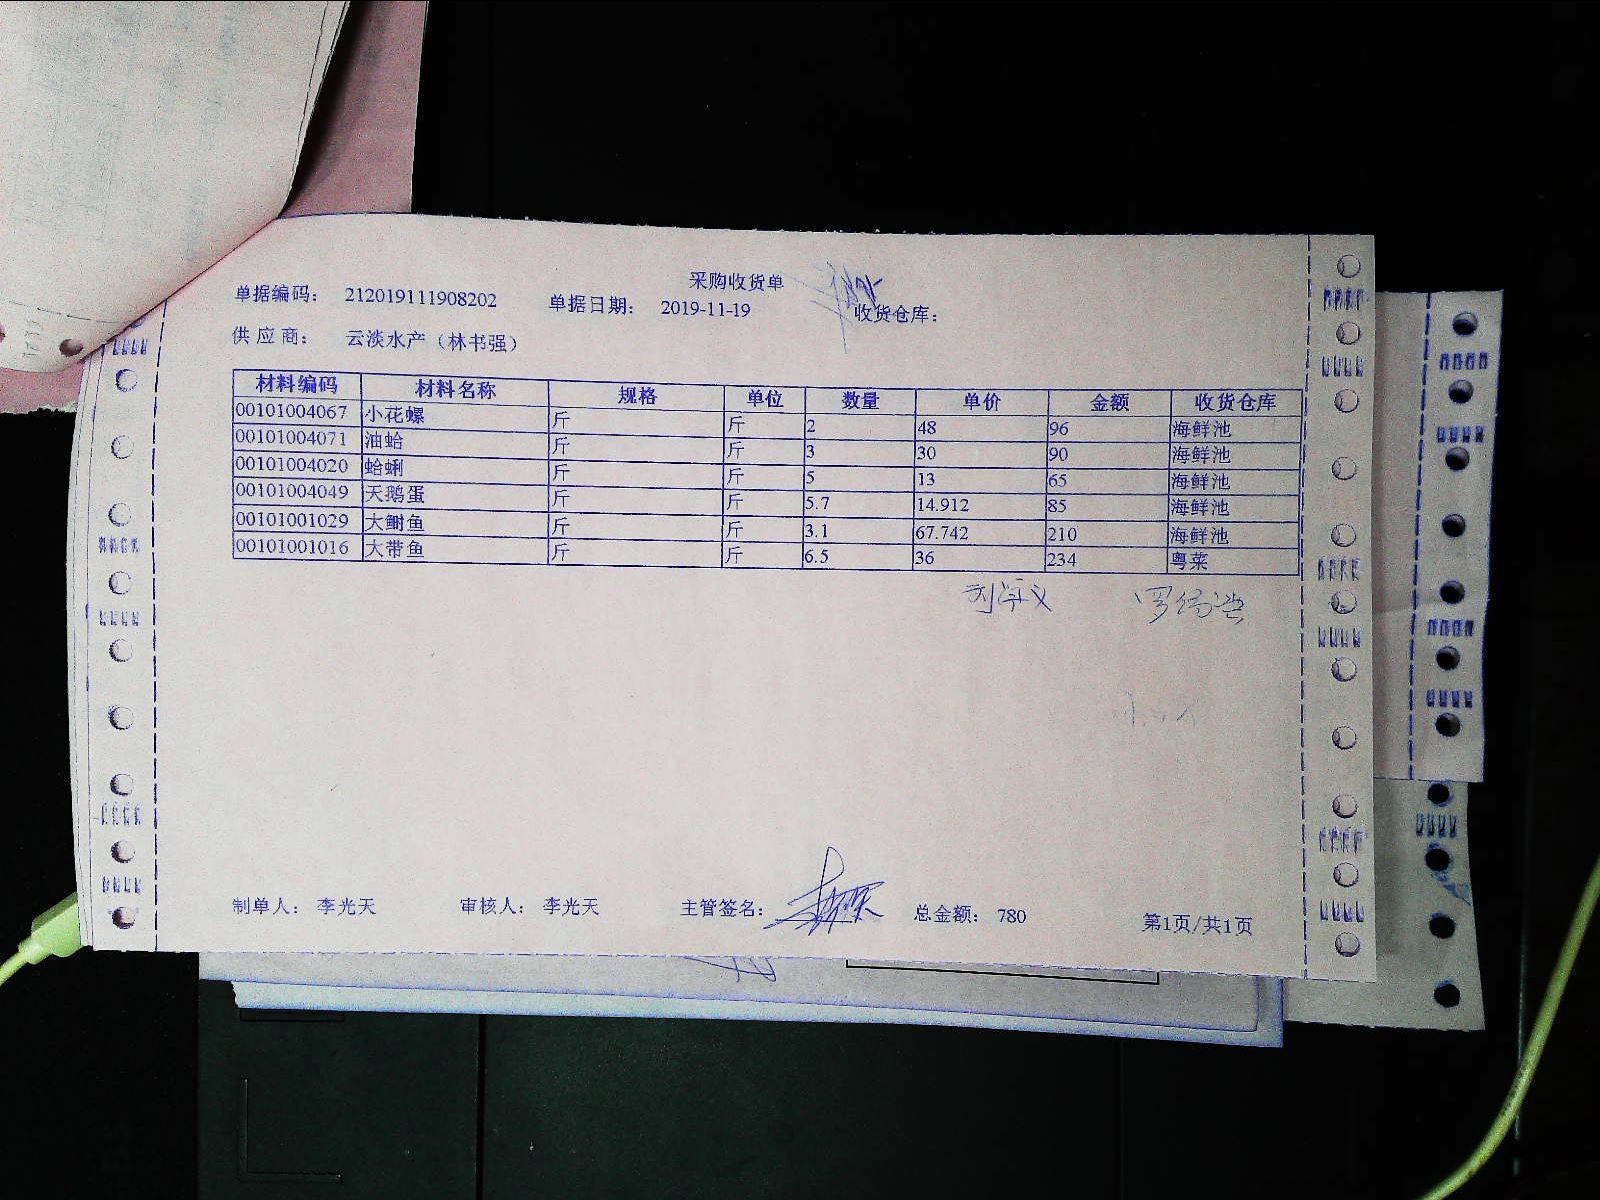 采购收货单
单据编码： 212019111908202 单据日期： 2019-11-19 收货仓库：
供应商： 云淡水产（林书强）
材料编码 材料名称 规格 单位 数量 单价 金额 收货仓库
00101004067 小花螺 斤 斤 2 48 96 海鲜池
00101004071 油蛤 斤 斤 3 30 90 海鲜池
00101004020 蛤蜊 斤 斤 5 13 65 海鲜池
00101004049 天鹅蛋 斤 斤 5.7 14.912 85 海鲜池
00101001029 大鲥鱼 斤 斤 3.1 67.742 210 海鲜池
00101001016 大带鱼 斤 斤 6.5 36 234 粤菜
制单人： 李光天 审核人： 李光天 主管签名： 总金额： 780 第1页/共1页